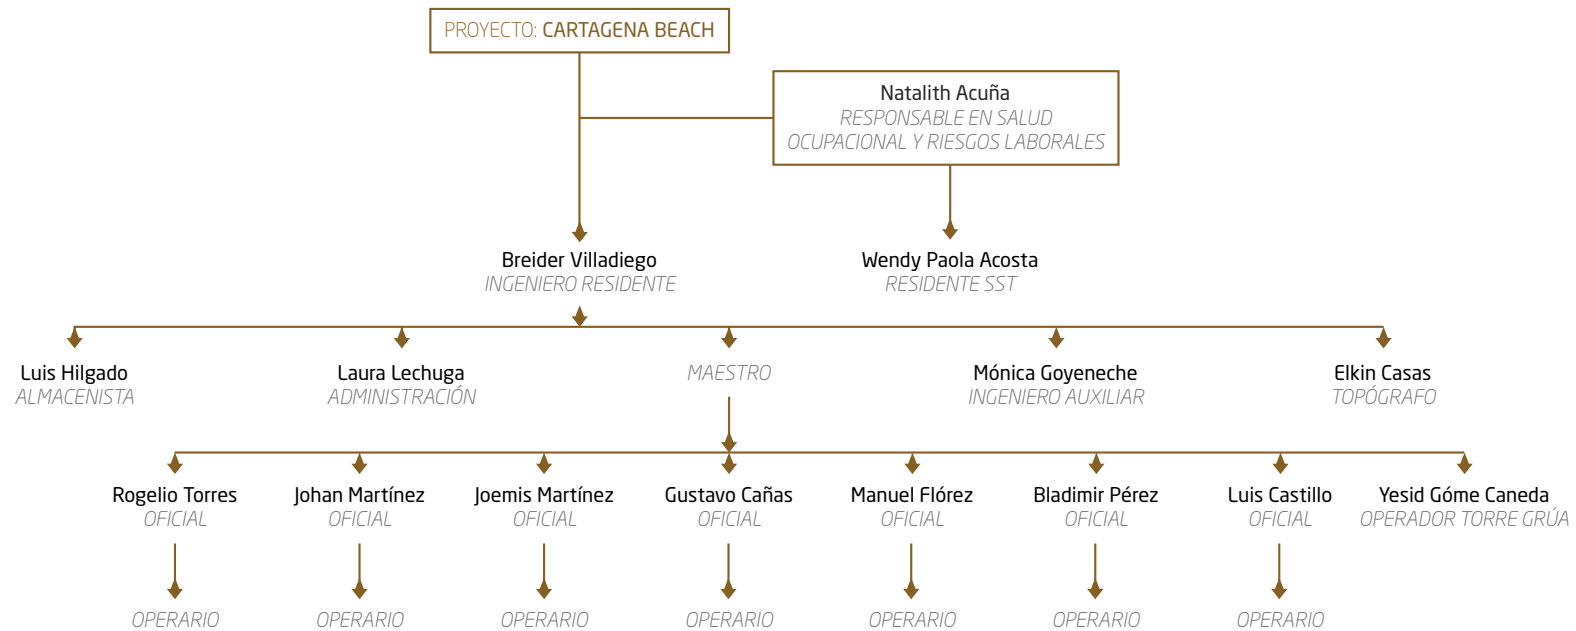 PROYECTO: CARTAGENA BEACH
Natalith Acuña
RESPONSABLE EN SALUD
OCUPACIONAL Y RIESGOS LABORALES
Breider Villadiego
INGENIERO RESIDENTE
Wendy Paola Acosta
RESIDENTE SST
Luis Hilgado
ALMACENISTA
Laura Lechuga
ADMINISTRACIÓN
MAESTRO
Mónica Goyeneche
INGENIERO AUXILIAR
Elkin Casas
TOPÓGRAFO
Rogelio Torres
OFICIAL
Johan Martínez
OFICIAL
Joemis Martínez
OFICIAL
Gustavo Cañas
OFICIAL
Manuel Flórez
OFICIAL
Bladimir Pérez
OFICIAL
Luis Castillo
OFICIAL
Yesid Góme Caneda
OPERADOR TORRE GRÚA
OPERARIO
OPERARIO
OPERARIO
OPERARIO
OPERARIO
OPERARIO
OPERARIO